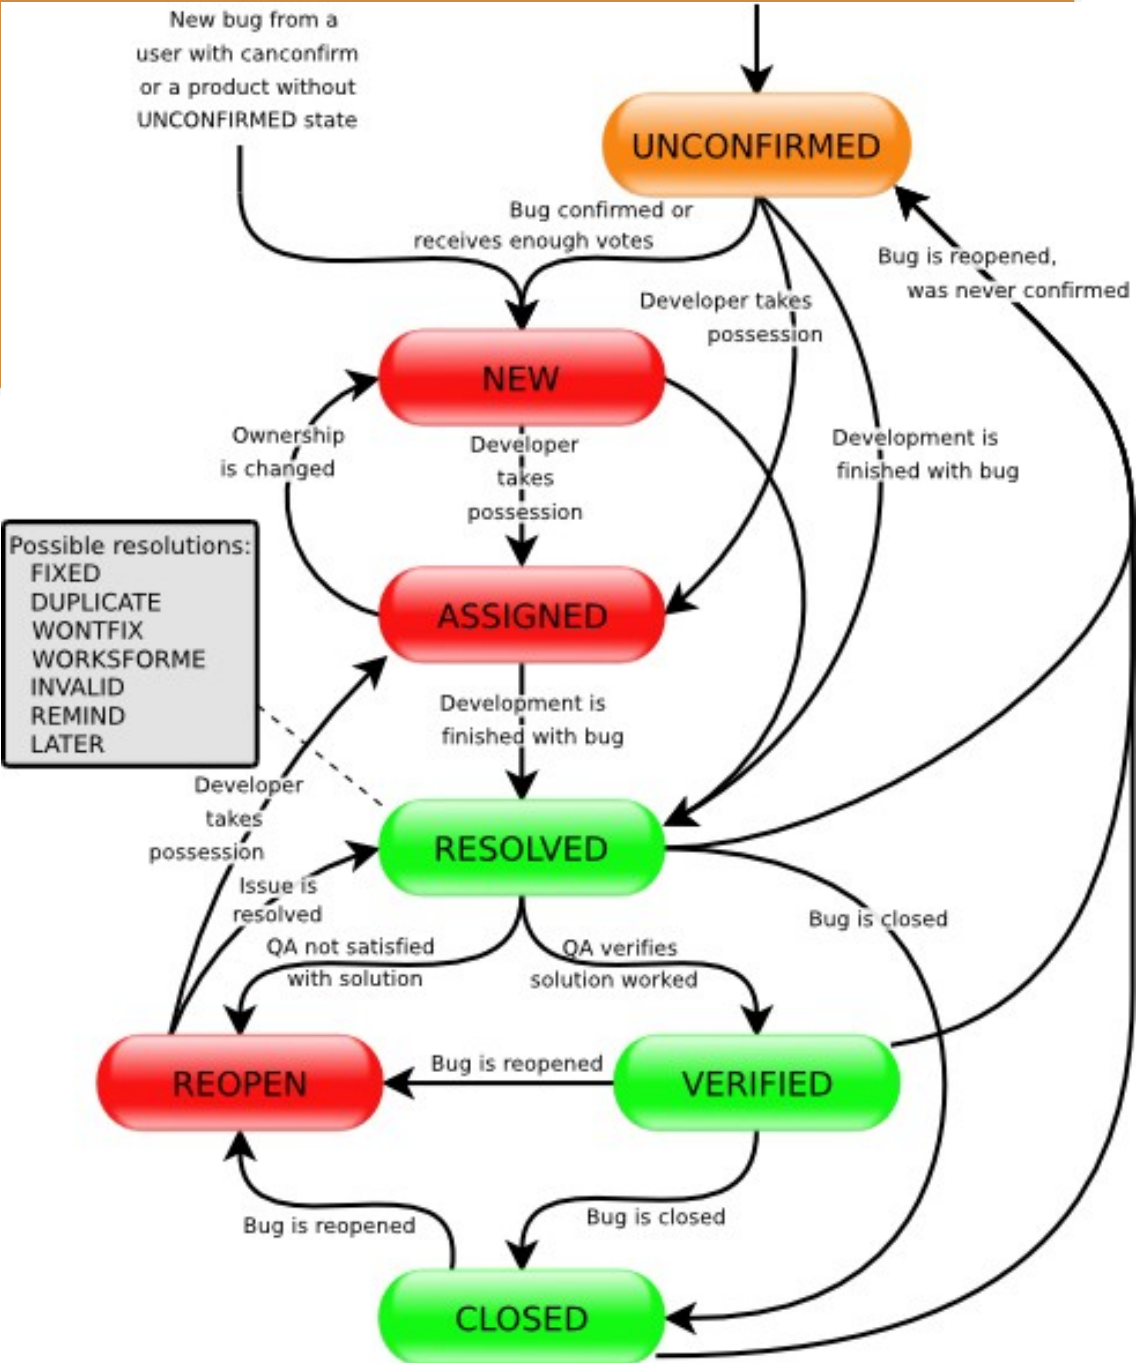 New bug from a
user with canconfirm
or a product without
UNCONFIRMED state
UNCONFIRMED
Bug confirmed or
receives enough votes
Bug is reopened,
was never confirmed
Developer takes
possession
NEW
Ownership
is changed
Developer
takes
possession
Development is
finished with bug
Possible resolutions:
FIXED
DUPLICATE
WONTFIX
WORKSFORME
INVALID
REMIND
LATER
ASSIGNED
Development is
finished with bug
Developer
takes
possession
RESOLVED
Issue is
resolved
Bug is closed
QA not satisfied
with solution
QA verifies
solution worked
REOPEN
Bug is reopened
VERIFIED
Bug is reopened
Bug is closed
CLOSED